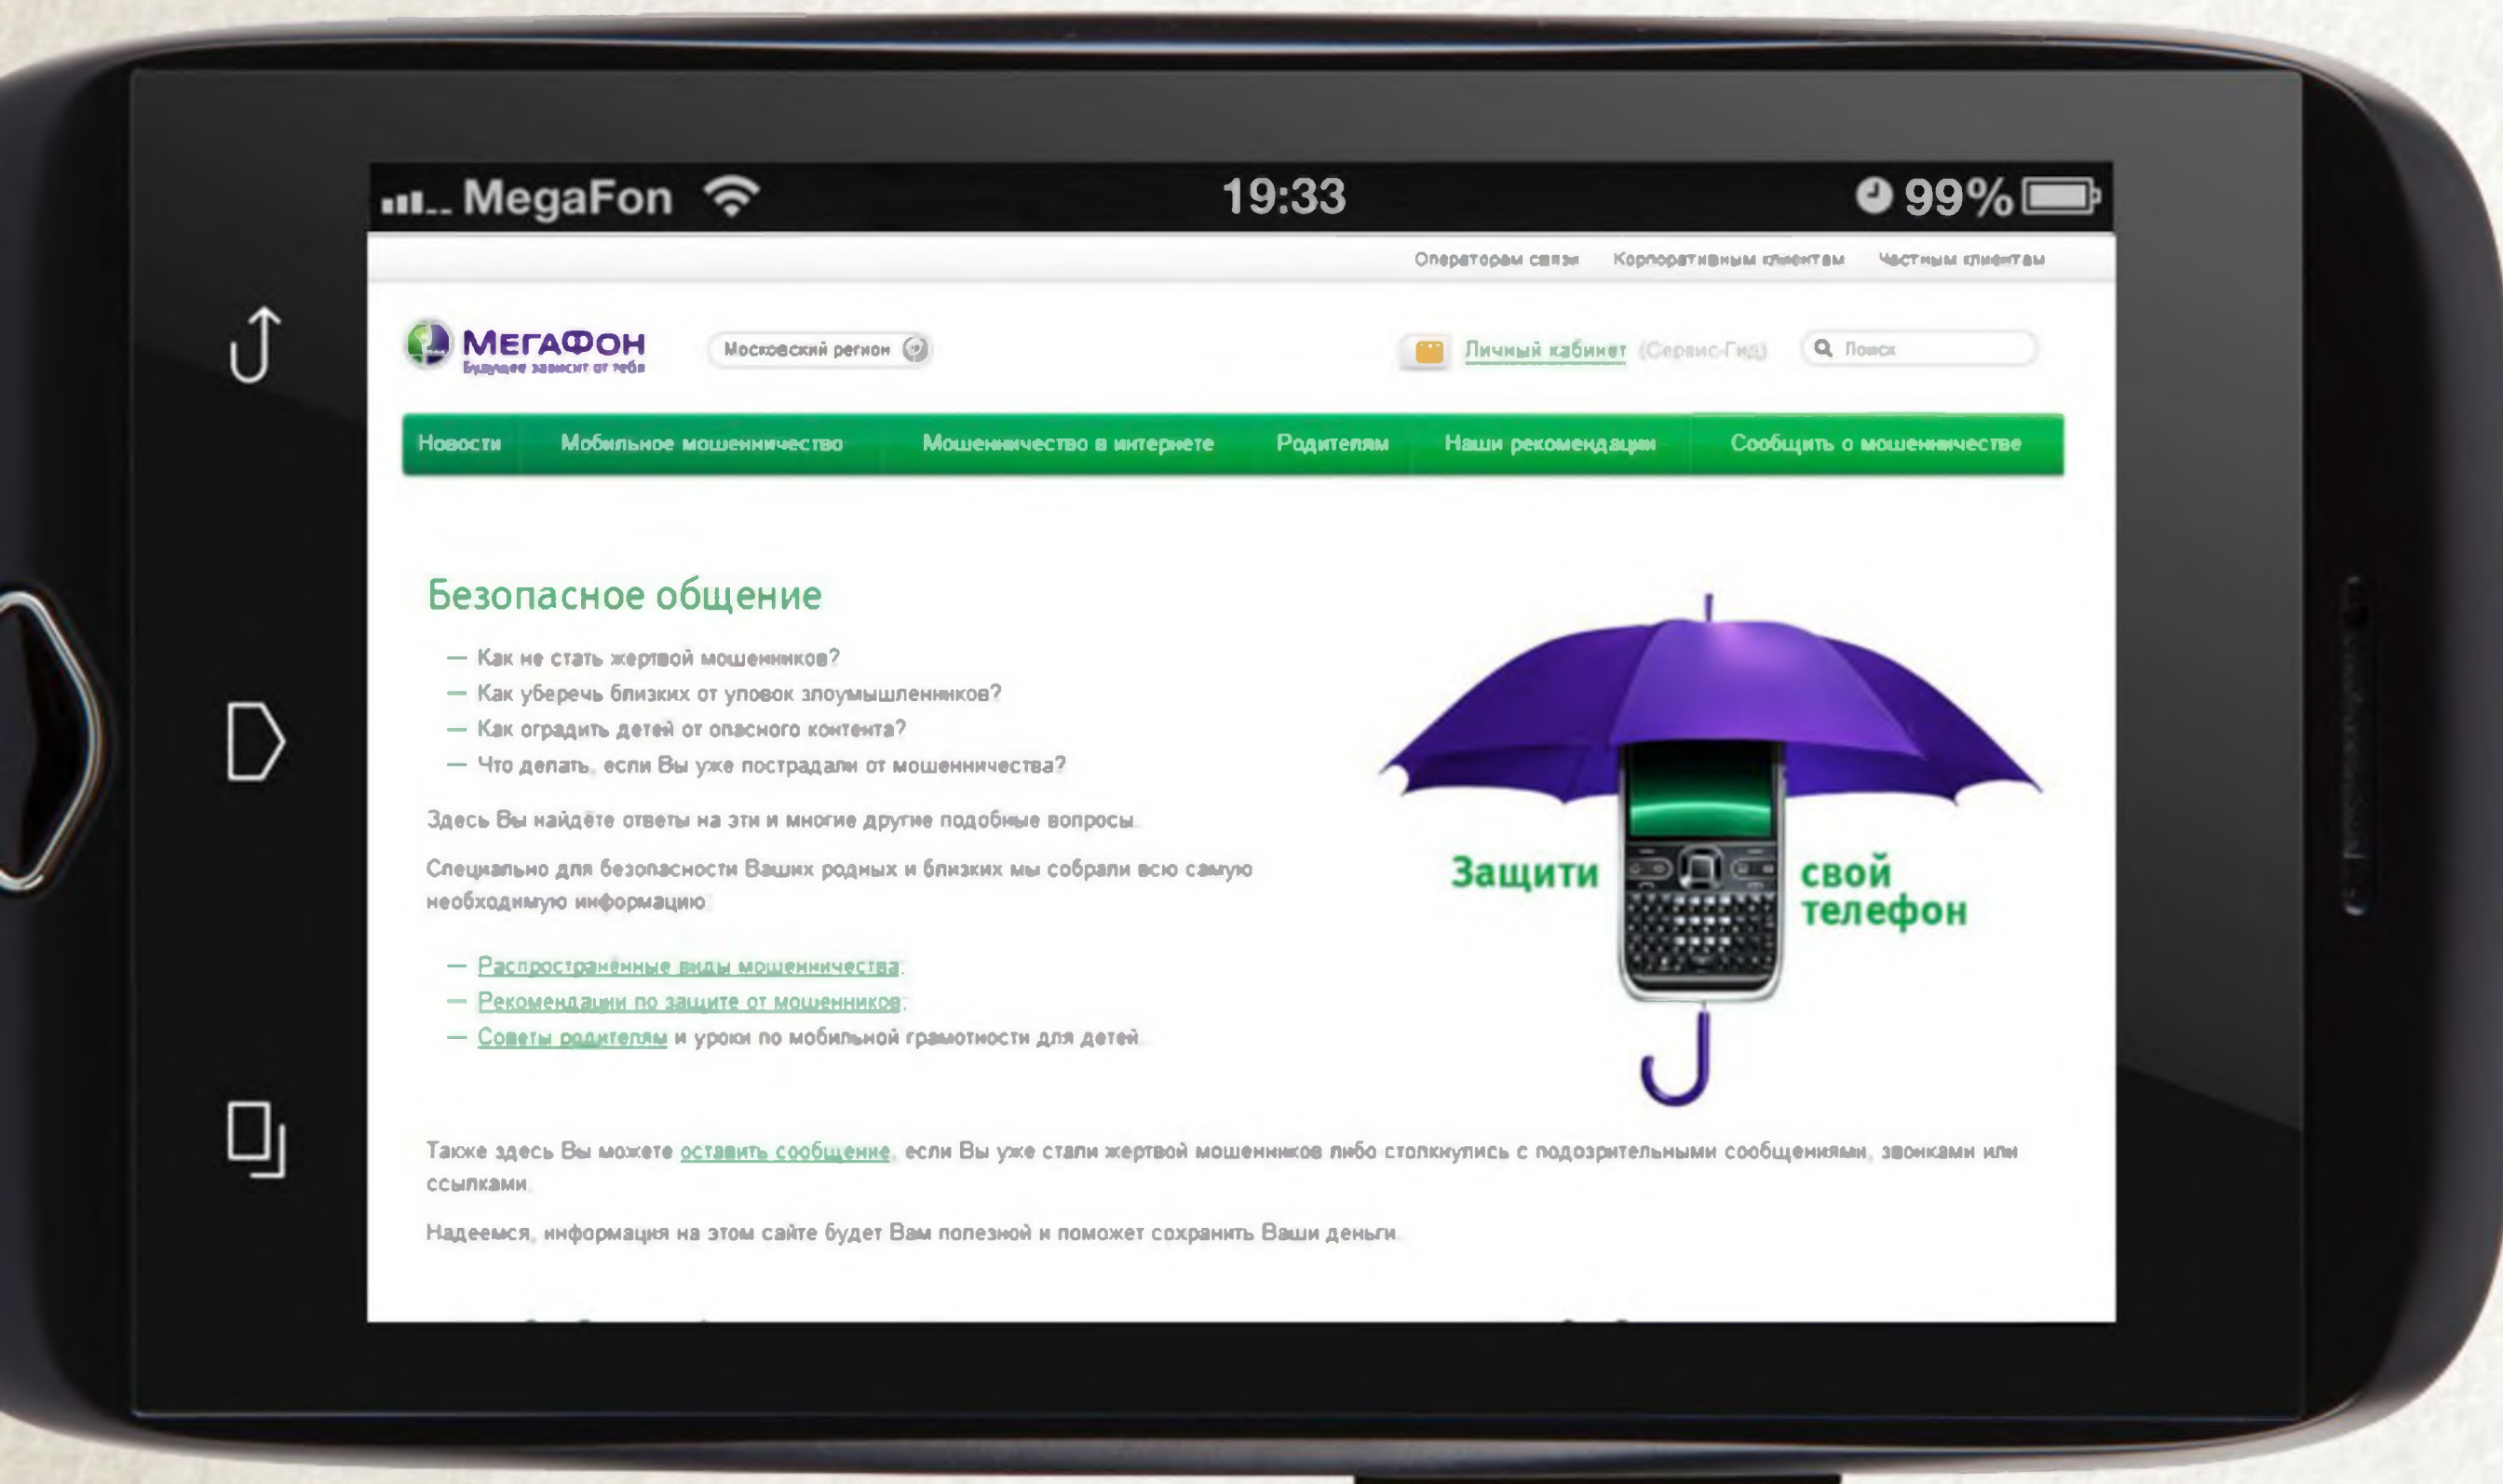 MegaFon 19:33 99%
Операторам связи Корпоративным клиентам Частным клиентам
МЕГАФОН
Будущее зависит от тебя
Московский регион
Личный кабинет (Сервис-Гид)
Поиск
Новости Мобильное мошенничество Мошенничество в интернете Родителям Наши рекомендации Сообщить о мошенничестве
Безопасное общение
— Как не стать жертвой мошенников?
— Как уберечь близких от уловок злоумышленников?
— Как оградить детей от опасного контента?
— Что делать, если Вы уже пострадали от мошенничества?
Здесь Вы найдёте ответы на эти и многие другие подобные вопросы.
Специально для безопасности Ваших родных и близких мы собрали всю самую
необходимую информацию
— Распространённые виды мошенничества.
— Рекомендации по защите от мошенников.
— Советы родителям и уроки по мобильной грамотности для детей.
Защити
свой
телефон
Также здесь Вы можете оставить сообщение, если Вы уже стали жертвой мошенников либо столкнулись с подозрительными сообщениями, звонками или
ссылками.
Надеемся, информация на этом сайте будет Вам полезной и поможет сохранить Ваши деньги.